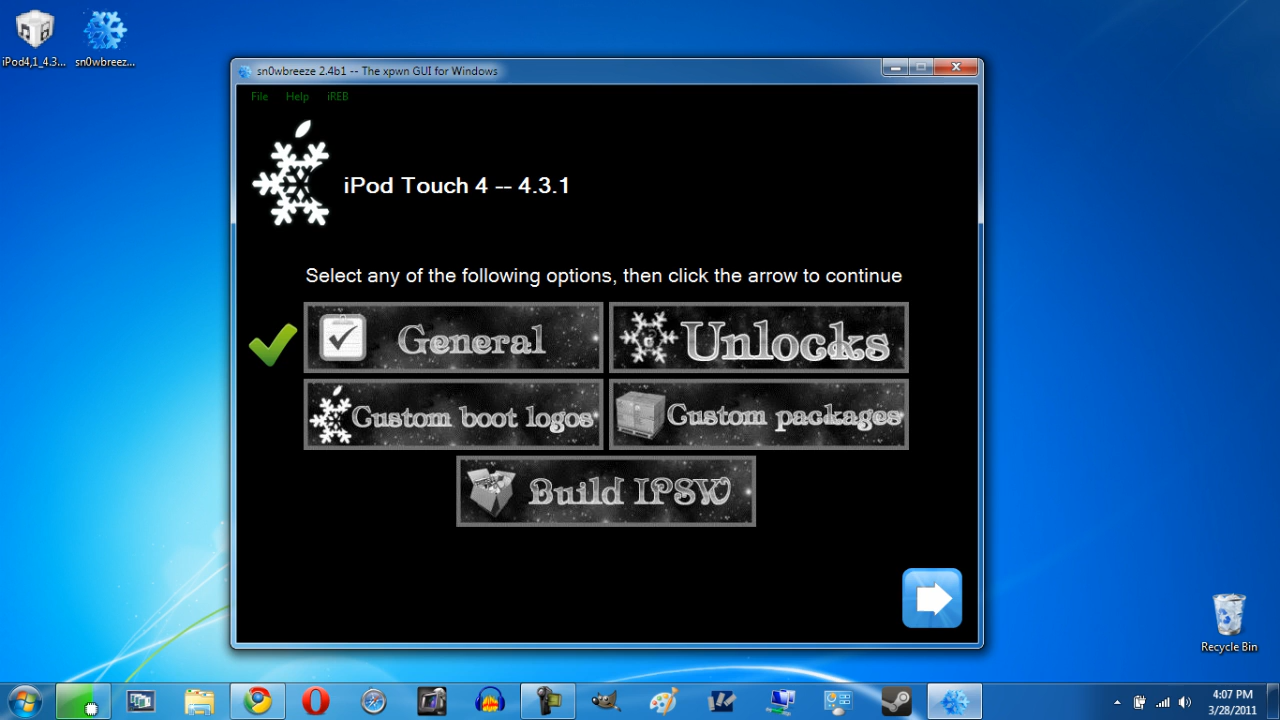 iPod4,1_4.3...
sn0wbreez...
sn0wbreeze 2.4b1 -- The xpwn GUI for Windows
File Help iREB
iPod Touch 4 -- 4.3.1
Select any of the following options, then click the arrow to continue
General
Unlocks
Custom boot logos
Custom packages
Build IPSW
Recycle Bin
4:07 PM
3/28/2011